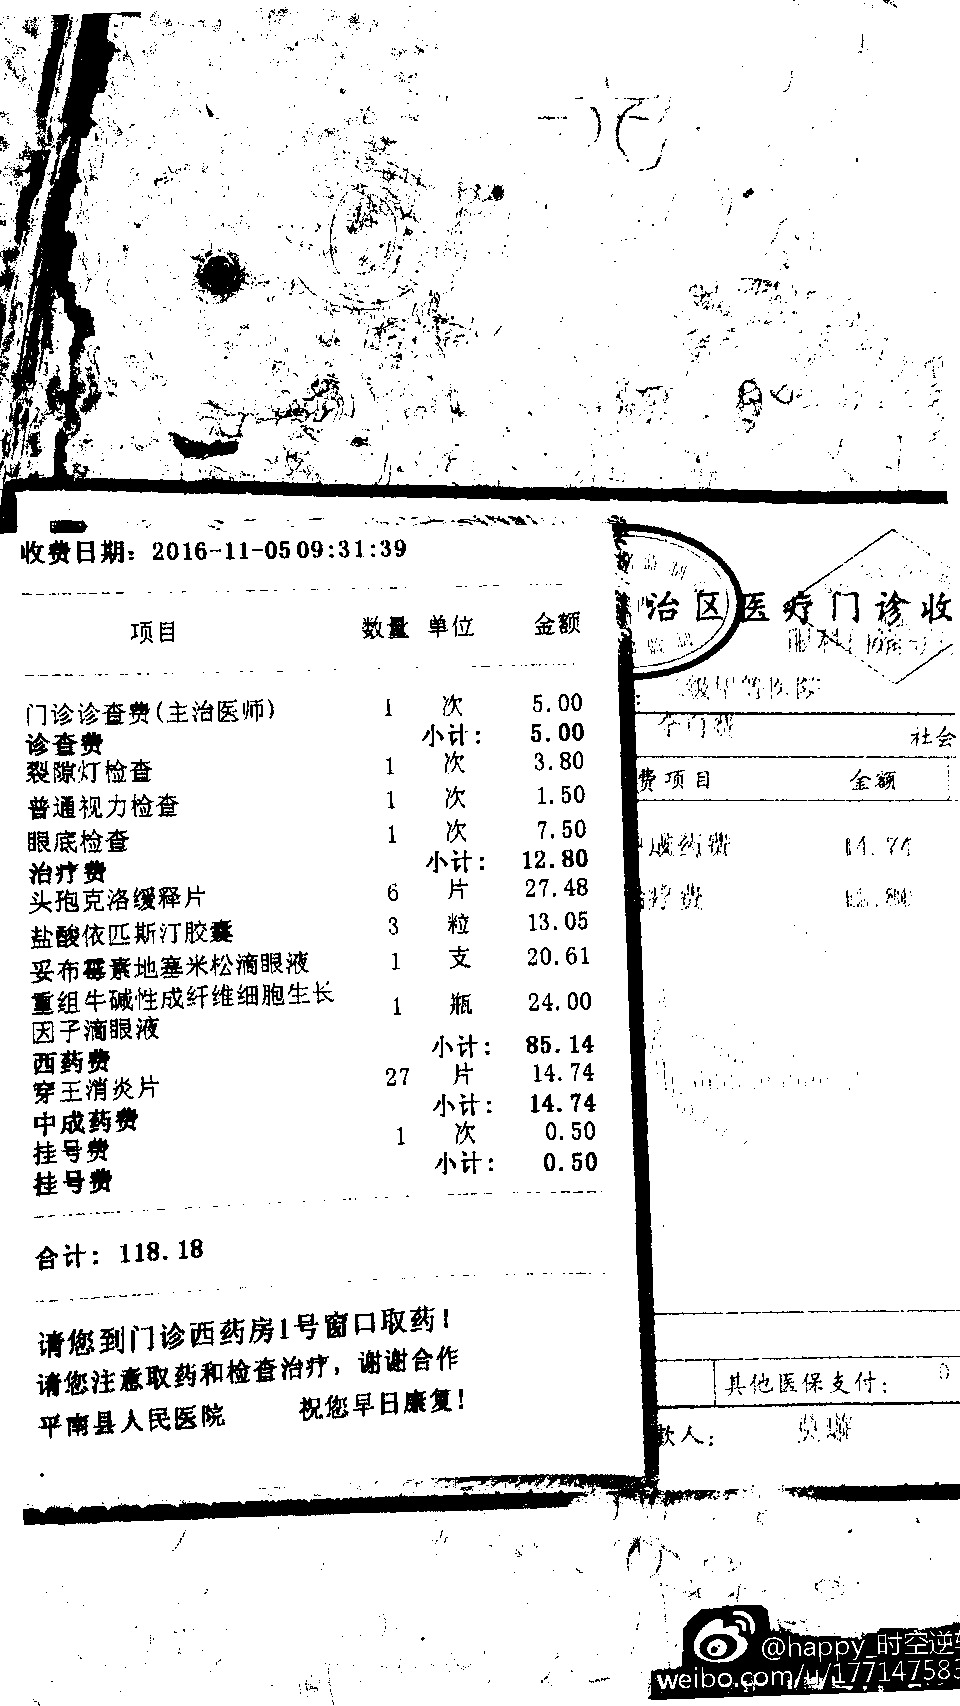 收费日期：2016-11-05 09:31:39
项目 数量 单位 金额
门诊诊查费(主治医师) 1 次 5.00
诊查费 小计： 5.00
裂隙灯检查 1 次 3.80
普通视力检查 1 次 1.50
眼底检查 1 次 7.50
治疗费 小计： 12.80
头孢克洛缓释片 6 片 27.48
盐酸依匹斯汀胶囊 3 粒 13.05
妥布霉素地塞米松滴眼液 1 支 20.61
重组牛碱性成纤维细胞生长 1 瓶 24.00
因子滴眼液
西药费 小计： 85.14
穿王消炎片 27 片 14.74
中成药费 小计： 14.74
挂号费 1 次 0.50
挂号费 小计： 0.50
合计：118.18
请您到门诊西药房1号窗口取药！
请您注意取药和检查治疗，谢谢合作
平南县人民医院 祝您早日康复！
治区医疗门诊收
社会
费项目 金额
成药费 14.74
疗费 12.80
其他医保支付： 0
款人：
@happy_时空逆转
weibo.com/u/177147583